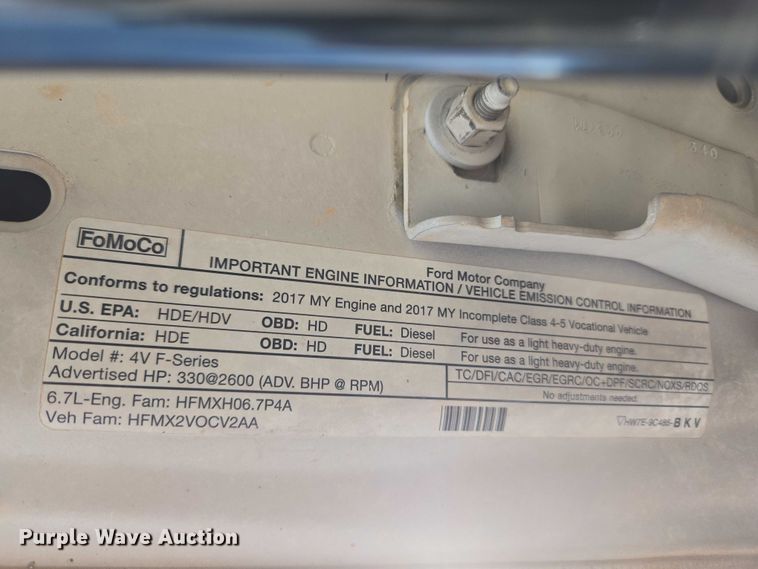 340
FoMoCo
Ford Motor Company
IMPORTANT ENGINE INFORMATION / VEHICLE EMISSION CONTROL INFORMATION
Conforms to regulations: 2017 MY Engine and 2017 MY Incomplete Class 4-5 Vocational Vehicle
U.S. EPA: HDE/HDV OBD: HD FUEL: Diesel For use as a light heavy-duty engine.
California: HDE OBD: HD FUEL: Diesel For use as a light heavy-duty engine.
Model #: 4V F-Series
Advertised HP: 330@2600 (ADV. BHP @ RPM)
TC/DFI/CAC/EGR/EGRC/OC+DPF/SCRC/NOXS/RDQS
No adjustments needed.
6.7L-Eng. Fam: HFMXH06.7P4A
Veh Fam: HFMX2VOCV2AA
HW7E-9C485-BKV
Purple Wave Auction